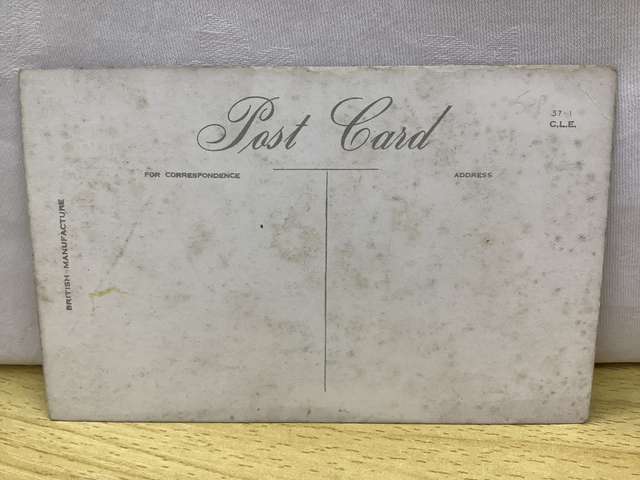 Post Card
37-1
C.L.E.
FOR CORRESPONDENCE
ADDRESS
BRITISH MANUFACTURE